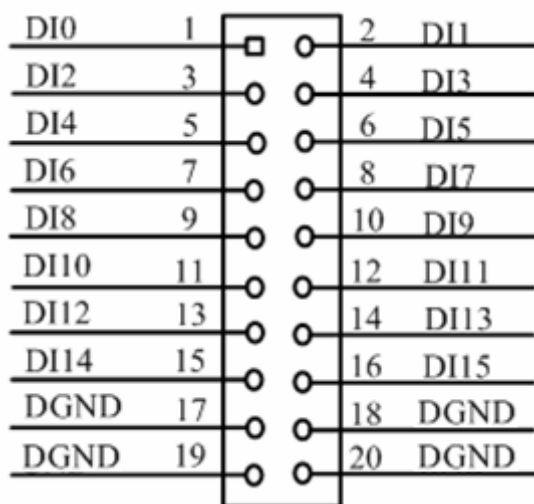 DI0 1 2 DI1
DI2 3 4 DI3
DI4 5 6 DI5
DI6 7 8 DI7
DI8 9 10 DI9
DI10 11 12 DI11
DI12 13 14 DI13
DI14 15 16 DI15
DGND 17 18 DGND
DGND 19 20 DGND